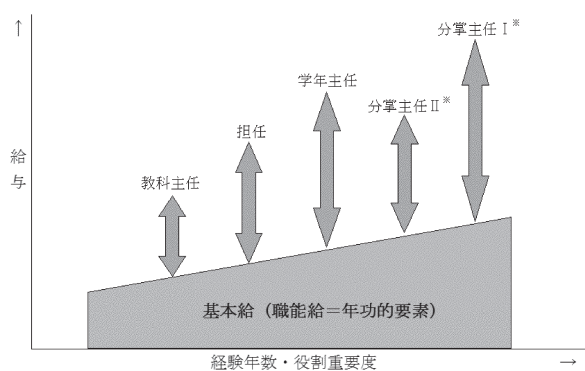 分掌主任Ⅰ※
学年主任
分掌主任Ⅱ※
担任
教科主任
↑
給与
基本給（職能給＝年功的要素）
経験年数・役割重要度 →